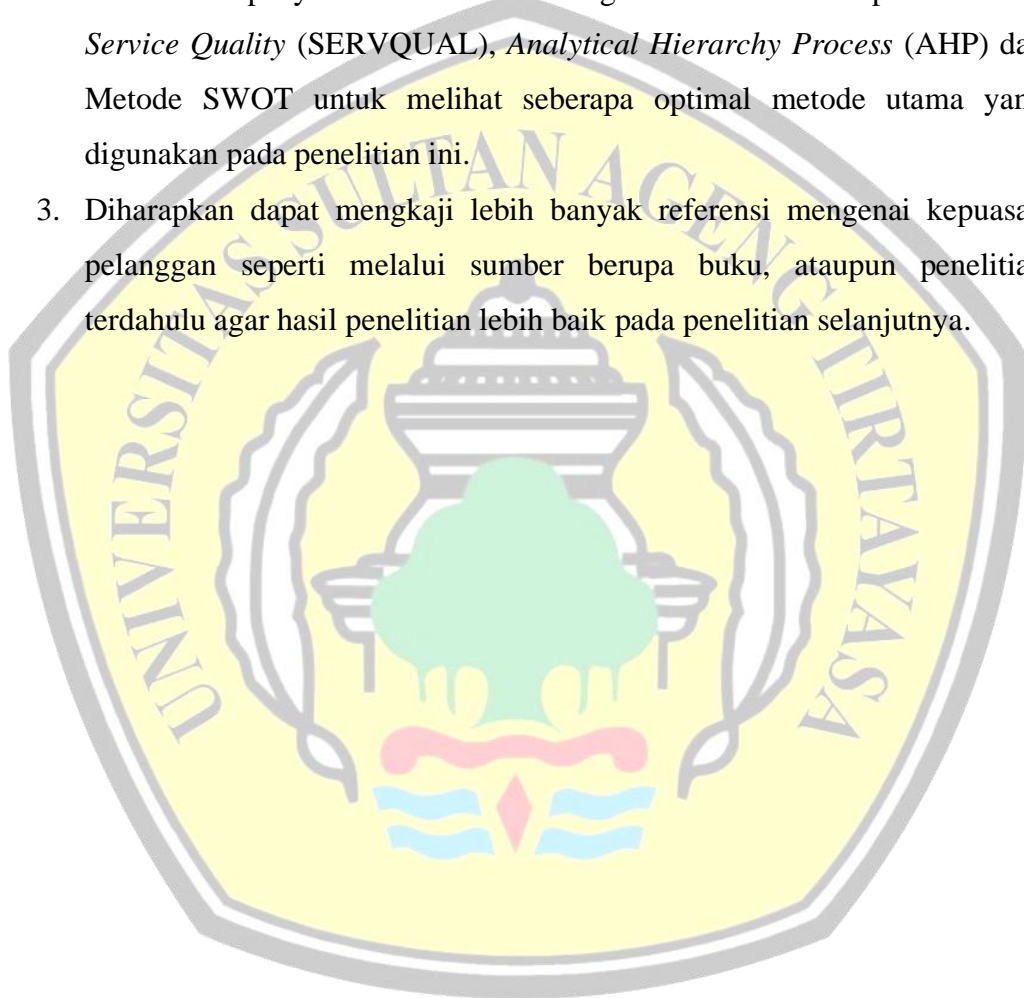 Service Quality (SERVQUAL), Analytical Hierarchy Process (AHP) da
Metode SWOT untuk melihat seberapa optimal metode utama yan
digunakan pada penelitian ini.
3. Diharapkan dapat mengkaji lebih banyak referensi mengenai kepuasa
pelanggan seperti melalui sumber berupa buku, ataupun penelitia
terdahulu agar hasil penelitian lebih baik pada penelitian selanjutnya.
UNIVERSITAS SULTAN AGENG TIRTAYASA